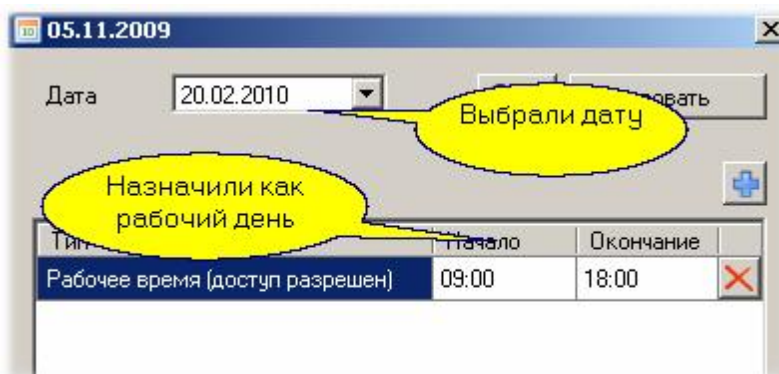 05.11.2009
Дата
20.02.2010
Выбрали дату
Назначили как
рабочий день
Начало
Окончание
Рабочее время (доступ разрешен)
09:00
18:00